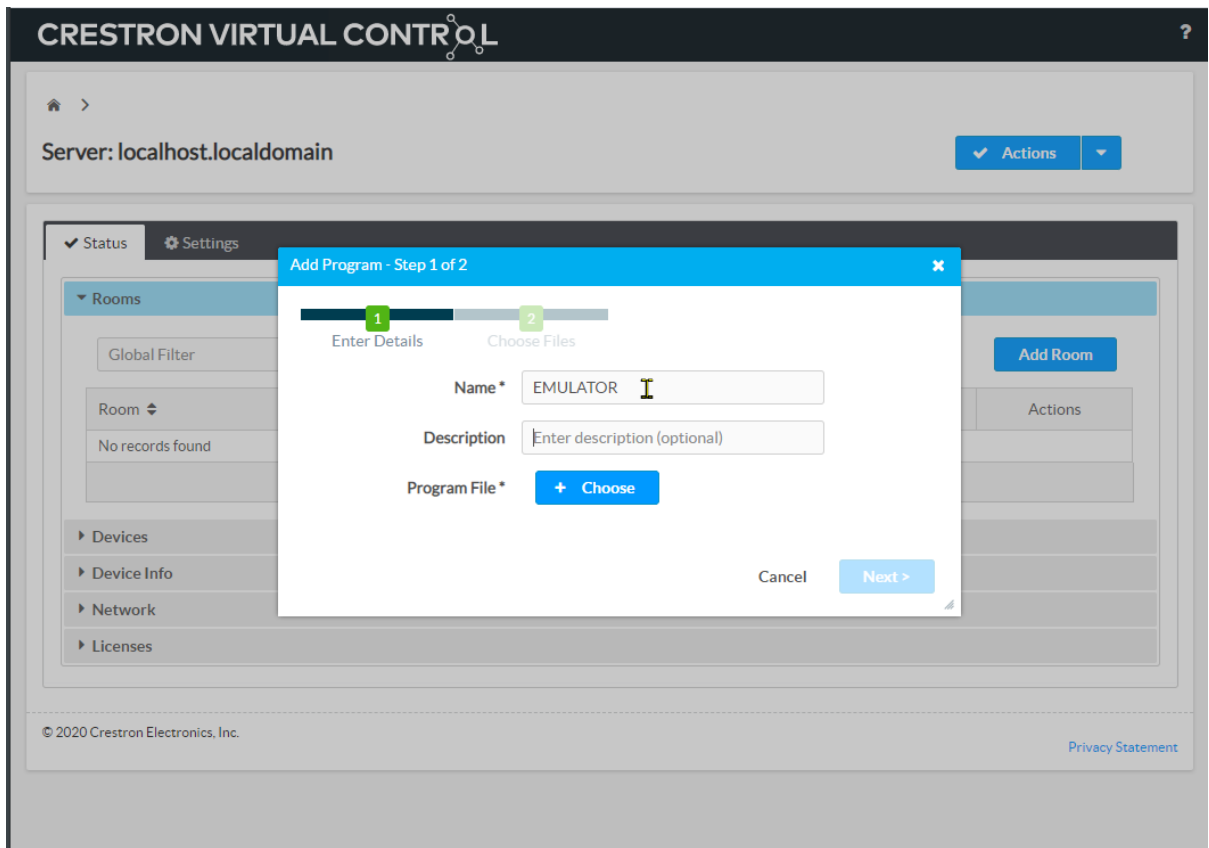 CRESTRON VIRTUAL CONTROL
?
Server: localhost.localdomain
Actions
Status
Settings
Add Program - Step 1 of 2
Rooms
1
2
Enter Details
Choose Files
Global Filter
Add Room
Name *
EMULATOR
Room
Actions
Description
Enter description (optional)
No records found
Program File *
+ Choose
Devices
Device Info
Cancel
Next >
Network
Licenses
© 2020 Crestron Electronics, Inc.
Privacy Statement